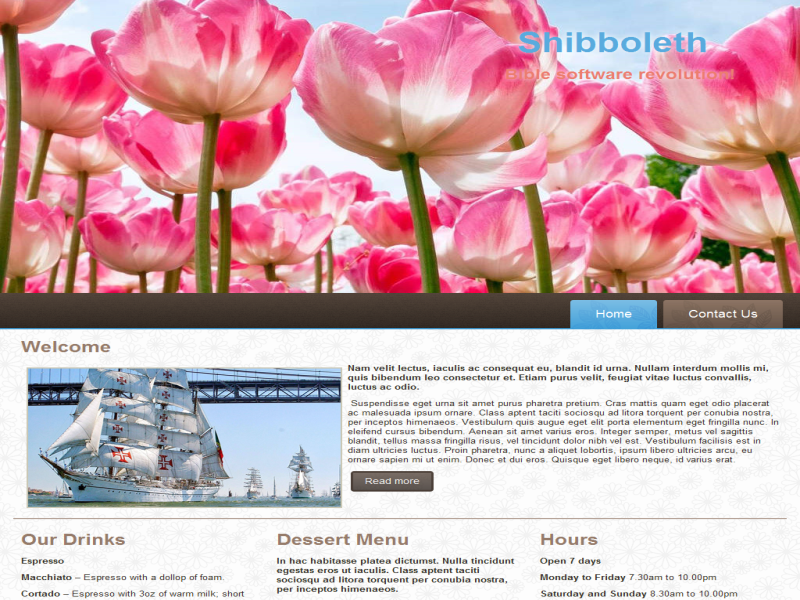 Shibboleth
Bible software revolution!
Home
Contact Us
Welcome
Nam velit lectus, iaculis ac consequat eu, blandit id urna. Nullam interdum mollis mi,
quis bibendum leo consectetur et. Etiam purus velit, feugiat vitae luctus convallis,
luctus ac odio.
Suspendisse eget urna sit amet purus pharetra pretium. Cras mattis quam eget odio placerat
ac malesuada ipsum ornare. Class aptent taciti sociosqu ad litora torquent per conubia nostra,
per inceptos himenaeos. Vestibulum quis augue eget elit porta elementum eget fringilla nunc. In
eleifend cursus bibendum. Aenean sit amet varius eros. Integer semper, metus vel sagittis
blandit, tellus massa fringilla risus, vel tincidunt dolor nibh vel est. Vestibulum facilisis est in
diam ultricies luctus. Proin pharetra, nunc a aliquet lobortis, ipsum libero ultricies arcu, eu
ornare sapien mi ut enim. Donec et dui eros. Quisque eget libero neque, id varius erat.
Read more
Our Drinks
Espresso
Macchiato – Espresso with a dollop of foam.
Cortado – Espresso with 3oz of warm milk; short
Dessert Menu
In hac habitasse platea dictumst. Nulla tincidunt
egestas eros ut iaculis. Class aptent taciti
sociosqu ad litora torquent per conubia nostra,
per inceptos himenaeos.
Hours
Open 7 days
Monday to Friday 7.30am to 10.00pm
Saturday and Sunday 8.30am to 10.00pm